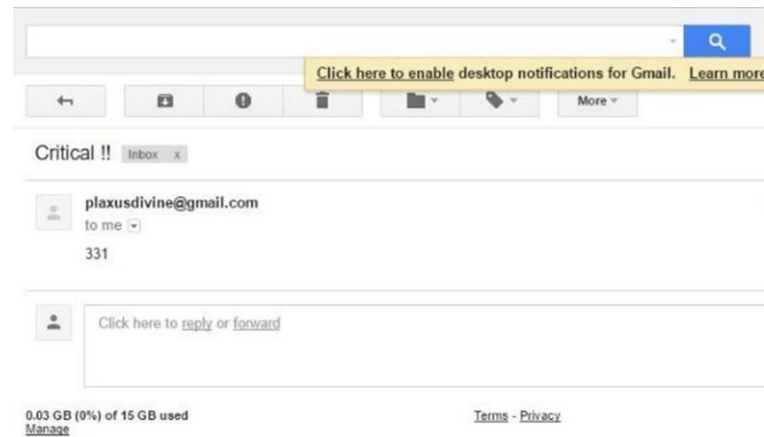 Click here to enable desktop notifications for Gmail. Learn more
More
Critical !! Inbox x
plaxusdivine@gmail.com
to me
331
Click here to reply or forward
0.03 GB (0%) of 15 GB used
Manage
Terms - Privacy